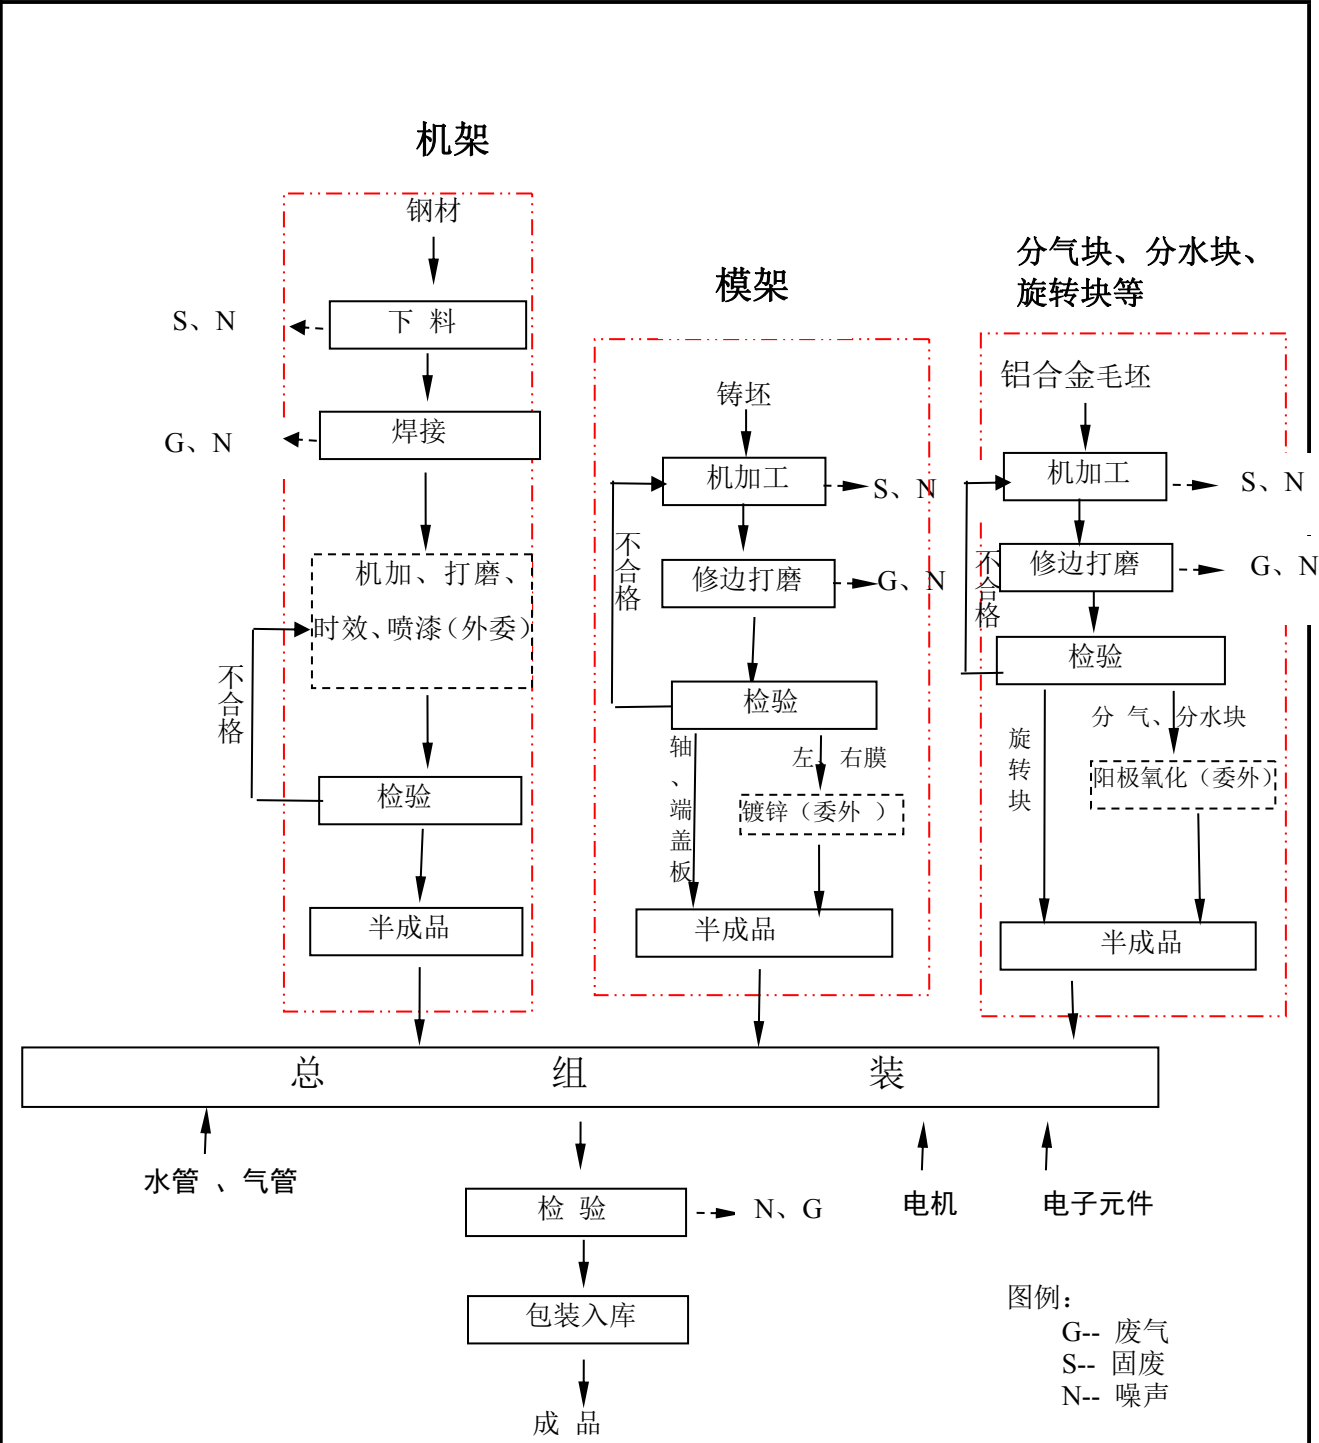 机架
钢材
S、N
下 料
G、N
焊接
机加、打磨、
时效、喷漆（外委）
不合格
检验
半成品
模架
铸坯
机加工
S、N
不合格
修边打磨
G、N
检验
轴、端盖板
左、右膜
镀锌（委外 ）
半成品
分气块、分水块、
旋转块等
铝合金毛坯
机加工
S、N
不合格
修边打磨
G、N
检验
旋转块
分 气、分水块
阳极氧化（委外）
半成品
总 组 装
水管 、气管
电机
电子元件
检 验
N、G
包装入库
成 品
图例：
G-- 废气
S-- 固废
N-- 噪声